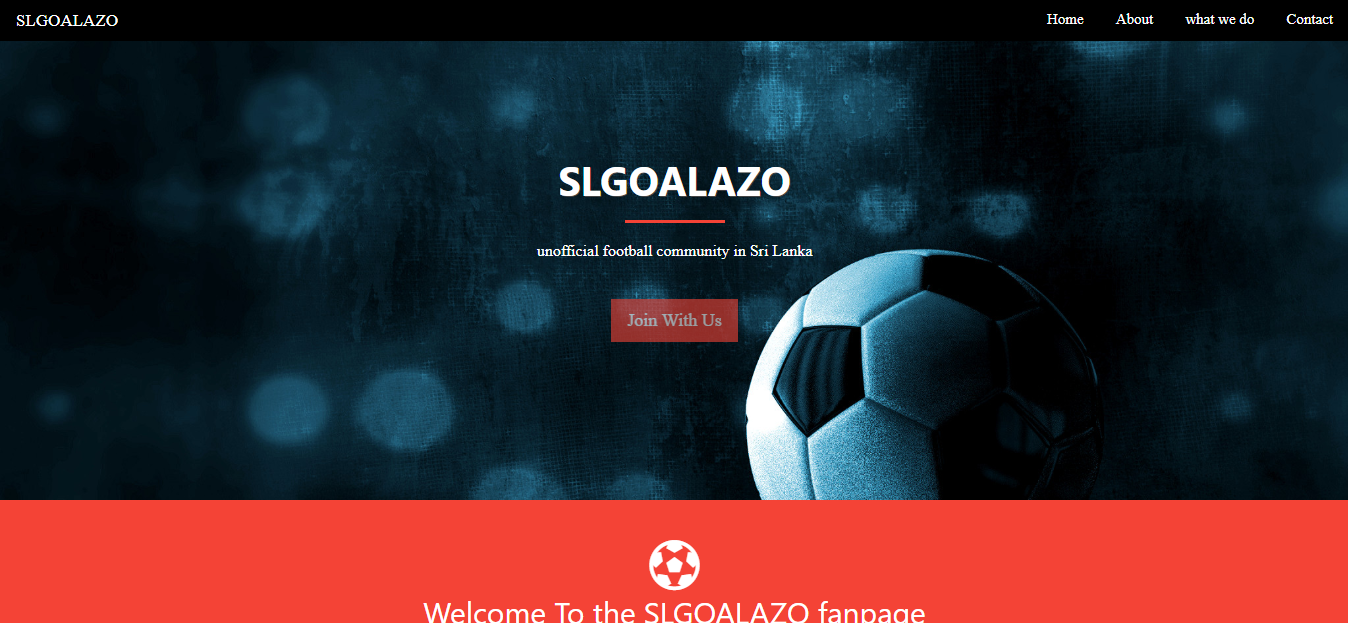 SLGOALAZO
Home About what we do Contact
SLGOALAZO
unofficial football community in Sri Lanka
Join With Us
Welcome To the SLGOALAZO fanpage